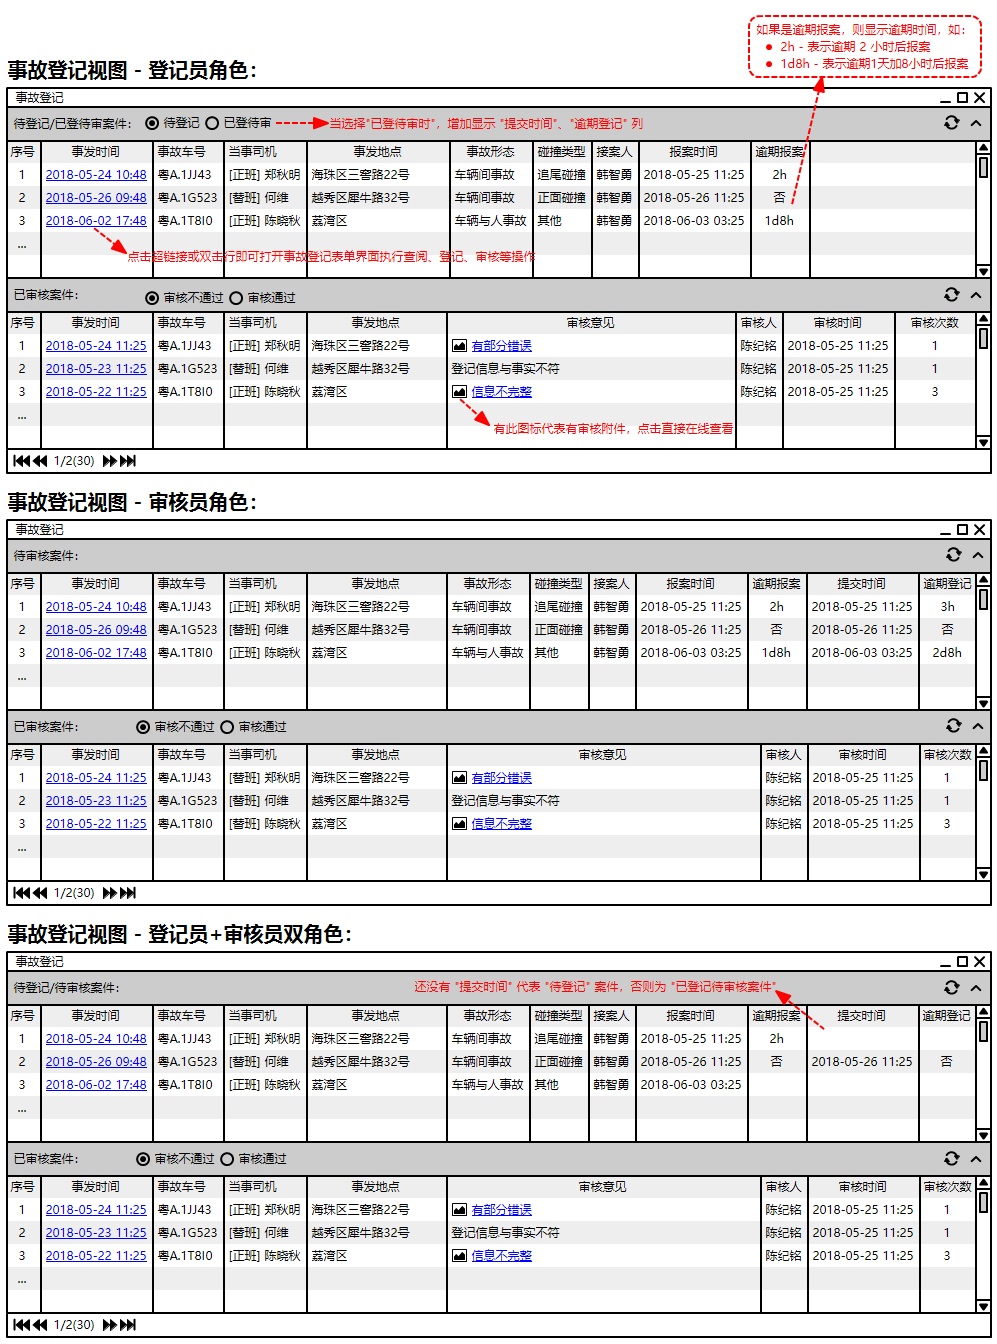 如果是逾期报案，则显示逾期时间，如：
● 2h - 表示逾期 2 小时后报案
● 1d8h - 表示逾期1天加8小时后报案
事故登记视图 - 登记员角色：
事故登记
待登记/已登待审案件： 待登记 已登待审 当选择"已登待审时"，增加显示 "提交时间"、"逾期登记" 列
序号 事发时间 事故车号 当事司机 事发地点 事故形态 碰撞类型 接案人 报案时间 逾期报案
1 2018-05-24 10:48 粤A.1JJ43 [正班] 郑秋明 海珠区三窖路22号 车辆间事故 追尾碰撞 韩智勇 2018-05-25 11:25 2h
2 2018-05-26 09:48 粤A.1G523 [替班] 何维 越秀区犀牛路32号 车辆间事故 正面碰撞 韩智勇 2018-05-26 11:25 否
3 2018-06-02 17:48 粤A.1T8I0 [正班] 陈晓秋 荔湾区 车辆与人事故 其他 韩智勇 2018-06-03 03:25 1d8h
...
点击超链接或双击行即可打开事故登记表单界面执行查阅、登记、审核等操作
已审核案件： 审核不通过 审核通过
序号 事发时间 事故车号 当事司机 事发地点 审核意见 审核人 审核时间 审核次数
1 2018-05-24 11:25 粤A.1JJ43 [正班] 郑秋明 海珠区三窖路22号 有部分错误 陈纪铭 2018-05-25 11:25 1
2 2018-05-23 11:25 粤A.1G523 [替班] 何维 越秀区犀牛路32号 登记信息与事实不符 陈纪铭 2018-05-25 11:25 1
3 2018-05-22 11:25 粤A.1T8I0 [正班] 陈晓秋 荔湾区 信息不完整 陈纪铭 2018-05-25 11:25 3
...
有此图标代表有审核附件，点击直接在线查看
1/2(30)
事故登记视图 - 审核员角色：
事故登记
待审核案件：
序号 事发时间 事故车号 当事司机 事发地点 事故形态 碰撞类型 接案人 报案时间 逾期报案 提交时间 逾期登记
1 2018-05-24 10:48 粤A.1JJ43 [正班] 郑秋明 海珠区三窖路22号 车辆间事故 追尾碰撞 韩智勇 2018-05-25 11:25 2h 2018-05-25 11:25 3h
2 2018-05-26 09:48 粤A.1G523 [替班] 何维 越秀区犀牛路32号 车辆间事故 正面碰撞 韩智勇 2018-05-26 11:25 否 2018-05-26 11:25 否
3 2018-06-02 17:48 粤A.1T8I0 [正班] 陈晓秋 荔湾区 车辆与人事故 其他 韩智勇 2018-06-03 03:25 1d8h 2018-06-03 03:25 2d8h
...
已审核案件： 审核不通过 审核通过
序号 事发时间 事故车号 当事司机 事发地点 审核意见 审核人 审核时间 审核次数
1 2018-05-24 11:25 粤A.1JJ43 [替班] 郑秋明 海珠区三窖路22号 有部分错误 陈纪铭 2018-05-25 11:25 1
2 2018-05-23 11:25 粤A.1G523 [替班] 何维 越秀区犀牛路32号 登记信息与事实不符 陈纪铭 2018-05-25 11:25 1
3 2018-05-22 11:25 粤A.1T8I0 [替班] 陈晓秋 荔湾区 信息不完整 陈纪铭 2018-05-25 11:25 3
...
1/2(30)
事故登记视图 - 登记员+审核员双角色：
事故登记
待登记/待审核案件： 还没有 "提交时间" 代表 "待登记" 案件，否则为 "已登记待审核案件"
序号 事发时间 事故车号 当事司机 事发地点 事故形态 碰撞类型 接案人 报案时间 逾期报案 提交时间 逾期登记
1 2018-05-24 10:48 粤A.1JJ43 [正班] 郑秋明 海珠区三窖路22号 车辆间事故 追尾碰撞 韩智勇 2018-05-25 11:25 2h
2 2018-05-26 09:48 粤A.1G523 [替班] 何维 越秀区犀牛路32号 车辆间事故 正面碰撞 韩智勇 2018-05-26 11:25 否 2018-05-26 11:25 否
3 2018-06-02 17:48 粤A.1T8I0 [正班] 陈晓秋 荔湾区 车辆与人事故 其他 韩智勇 2018-06-03 03:25
...
已审核案件： 审核不通过 审核通过
序号 事发时间 事故车号 当事司机 事发地点 审核意见 审核人 审核时间 审核次数
1 2018-05-24 11:25 粤A.1JJ43 [正班] 郑秋明 海珠区三窖路22号 有部分错误 陈纪铭 2018-05-25 11:25 1
2 2018-05-23 11:25 粤A.1G523 [替班] 何维 越秀区犀牛路32号 登记信息与事实不符 陈纪铭 2018-05-25 11:25 1
3 2018-05-22 11:25 粤A.1T8I0 [正班] 陈晓秋 荔湾区 信息不完整 陈纪铭 2018-05-25 11:25 3
...
1/2(30)